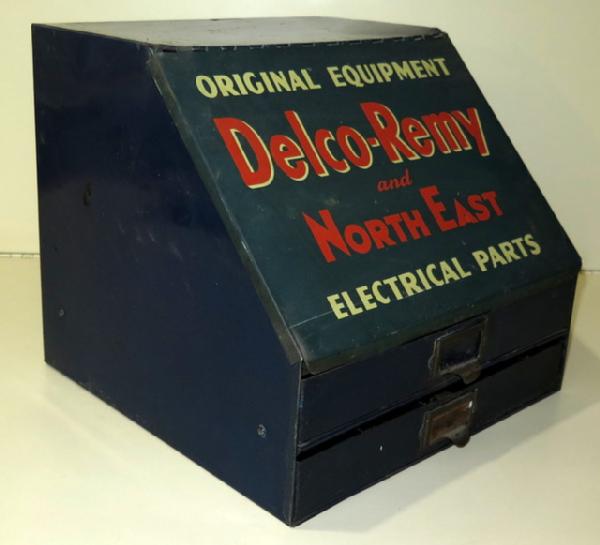 ORIGINAL EQUIPMENT
Delco-Remy
and
NORTH EAST
ELECTRICAL PARTS